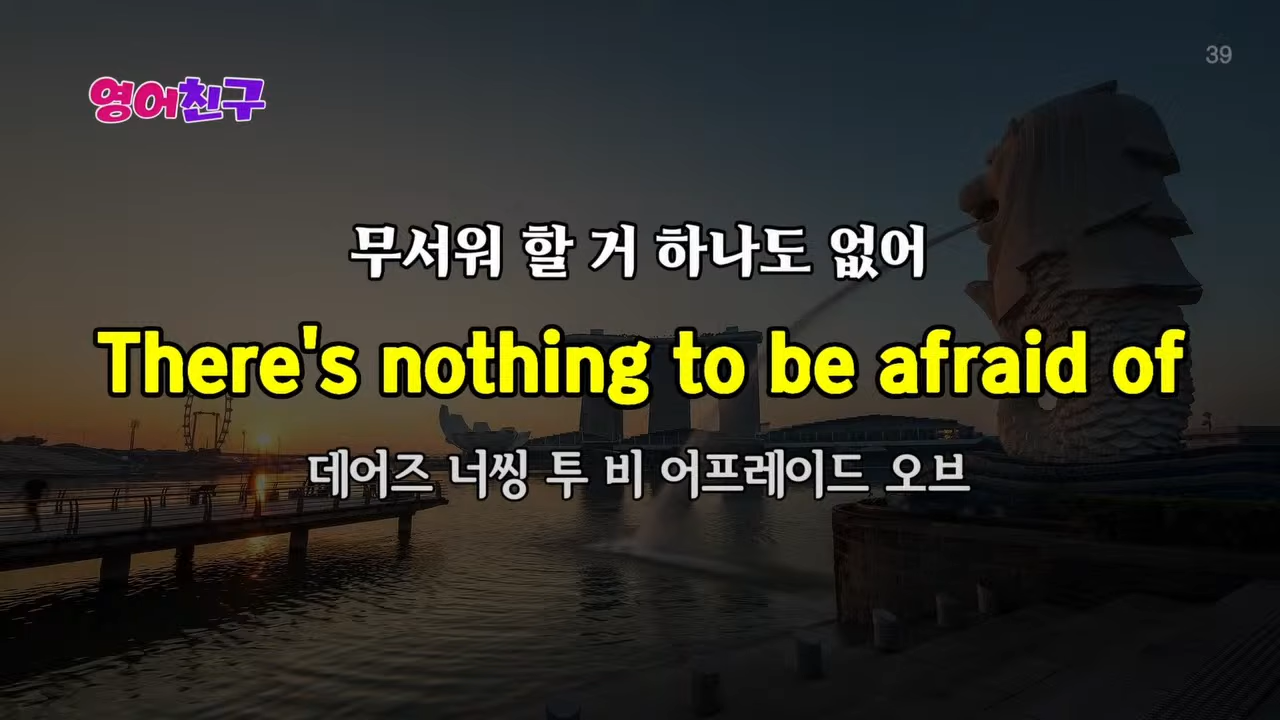 39
영어친구
무서워 할 거 하나도 없어
There's nothing to be afraid of
데어즈 너씽 투 비 어프레이드 오브